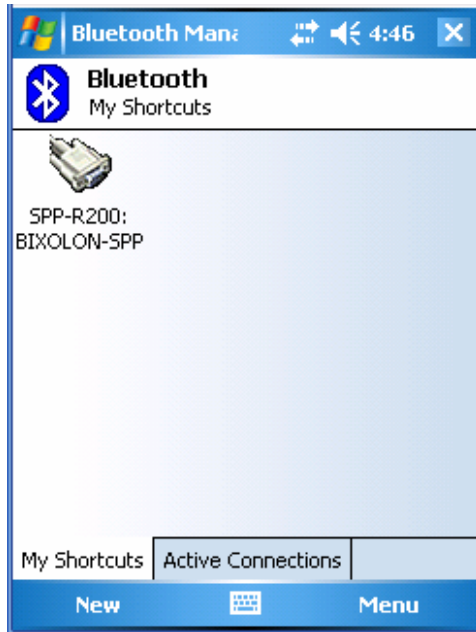 Bluetooth Mana 4:46
Bluetooth
My Shortcuts
SPP-R200:
BIXOLON-SPP
My Shortcuts Active Connections
New Menu